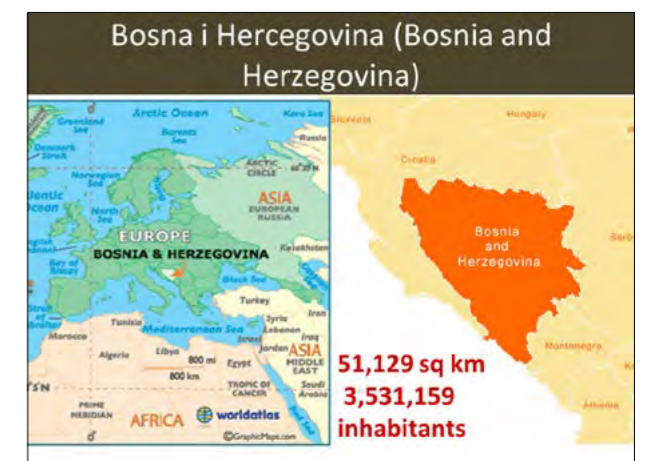 Bosna i Hercegovina (Bosnia and
Herzegovina)
Greenland
Sea
Arctic Ocean
Barents
Sea
Kara Sea
Russia
Denmark
Strait
Norwegian
Sea
ARCTIC
CIRCLE
ASIA
EUROPEAN
RUSSIA
North
Sea
EUROPE
BOSNIA & HERZEGOVINA
Kazakhstan
Bay of
Biscay
Black Sea
Turkey
Strait
of
Tunisia
Mediterranean Sea
Syria
Lebanon
Iran
Iraq
Israel
Jordan
Morocco
Algeria
Libya
Egypt
ASIA
MIDDLE
EAST
800 mi
800 km
TROPIC OF
CANCER
Saudi
Arabia
PRIME
MERIDIAN
AFRICA
worldatlas
©GraphicMaps.com
Red Sea
Slovenia
Hungary
Croatia
Bosnia
and
Herzegovina
Montenegro
Albania
51,129 sq km
3,531,159
inhabitants